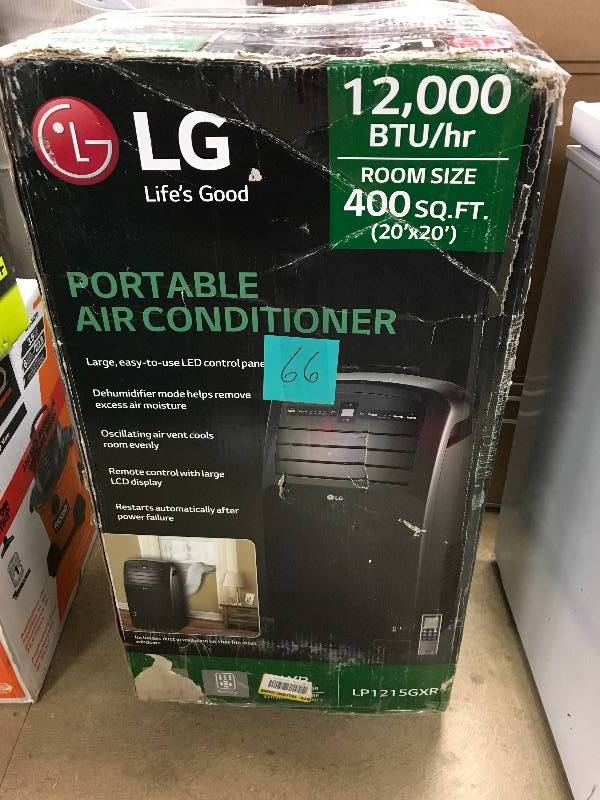 LG
Life's Good
12,000
BTU/hr
ROOM SIZE
400 SQ.FT.
(20'x20')
PORTABLE
AIR CONDITIONER
Large, easy-to-use LED control pane
66
Dehumidifier mode helps remove
excess air moisture
Oscillating air vent cools
room evenly
Remote control with large
LCD display
Restarts automatically after
power failure
LG
windows
LP1215GXR